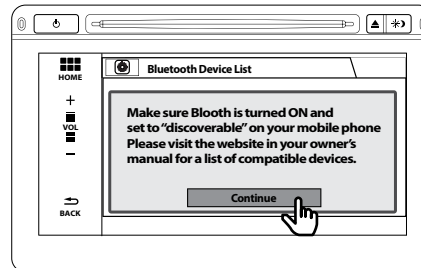 HOME
+
VOL
−
BACK
Bluetooth Device List
Make sure Blooth is turned ON and
set to “discoverable” on your mobile phone
Please visit the website in your owner’s
manual for a list of compatible devices.
Continue